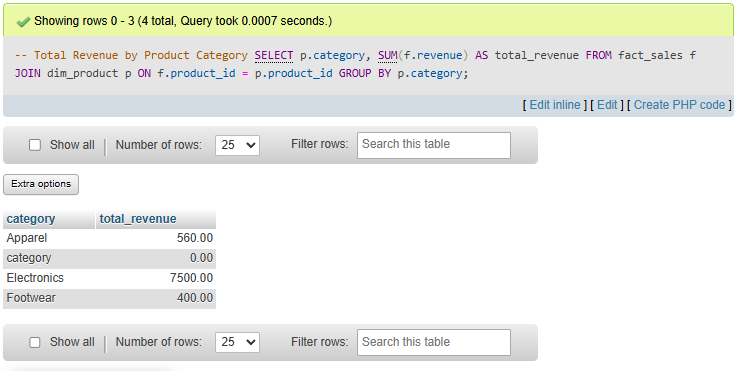 Showing rows 0 - 3 (4 total, Query took 0.0007 seconds.)
-- Total Revenue by Product Category SELECT p.category, SUM(f.revenue) AS total_revenue FROM fact_sales f
JOIN dim_product p ON f.product_id = p.product_id GROUP BY p.category;
[ Edit inline ] [ Edit ] [ Create PHP code ]
Show all | Number of rows: 25 Filter rows: Search this table
Extra options
category total_revenue
Apparel 560.00
category 0.00
Electronics 7500.00
Footwear 400.00
Show all | Number of rows: 25 Filter rows: Search this table